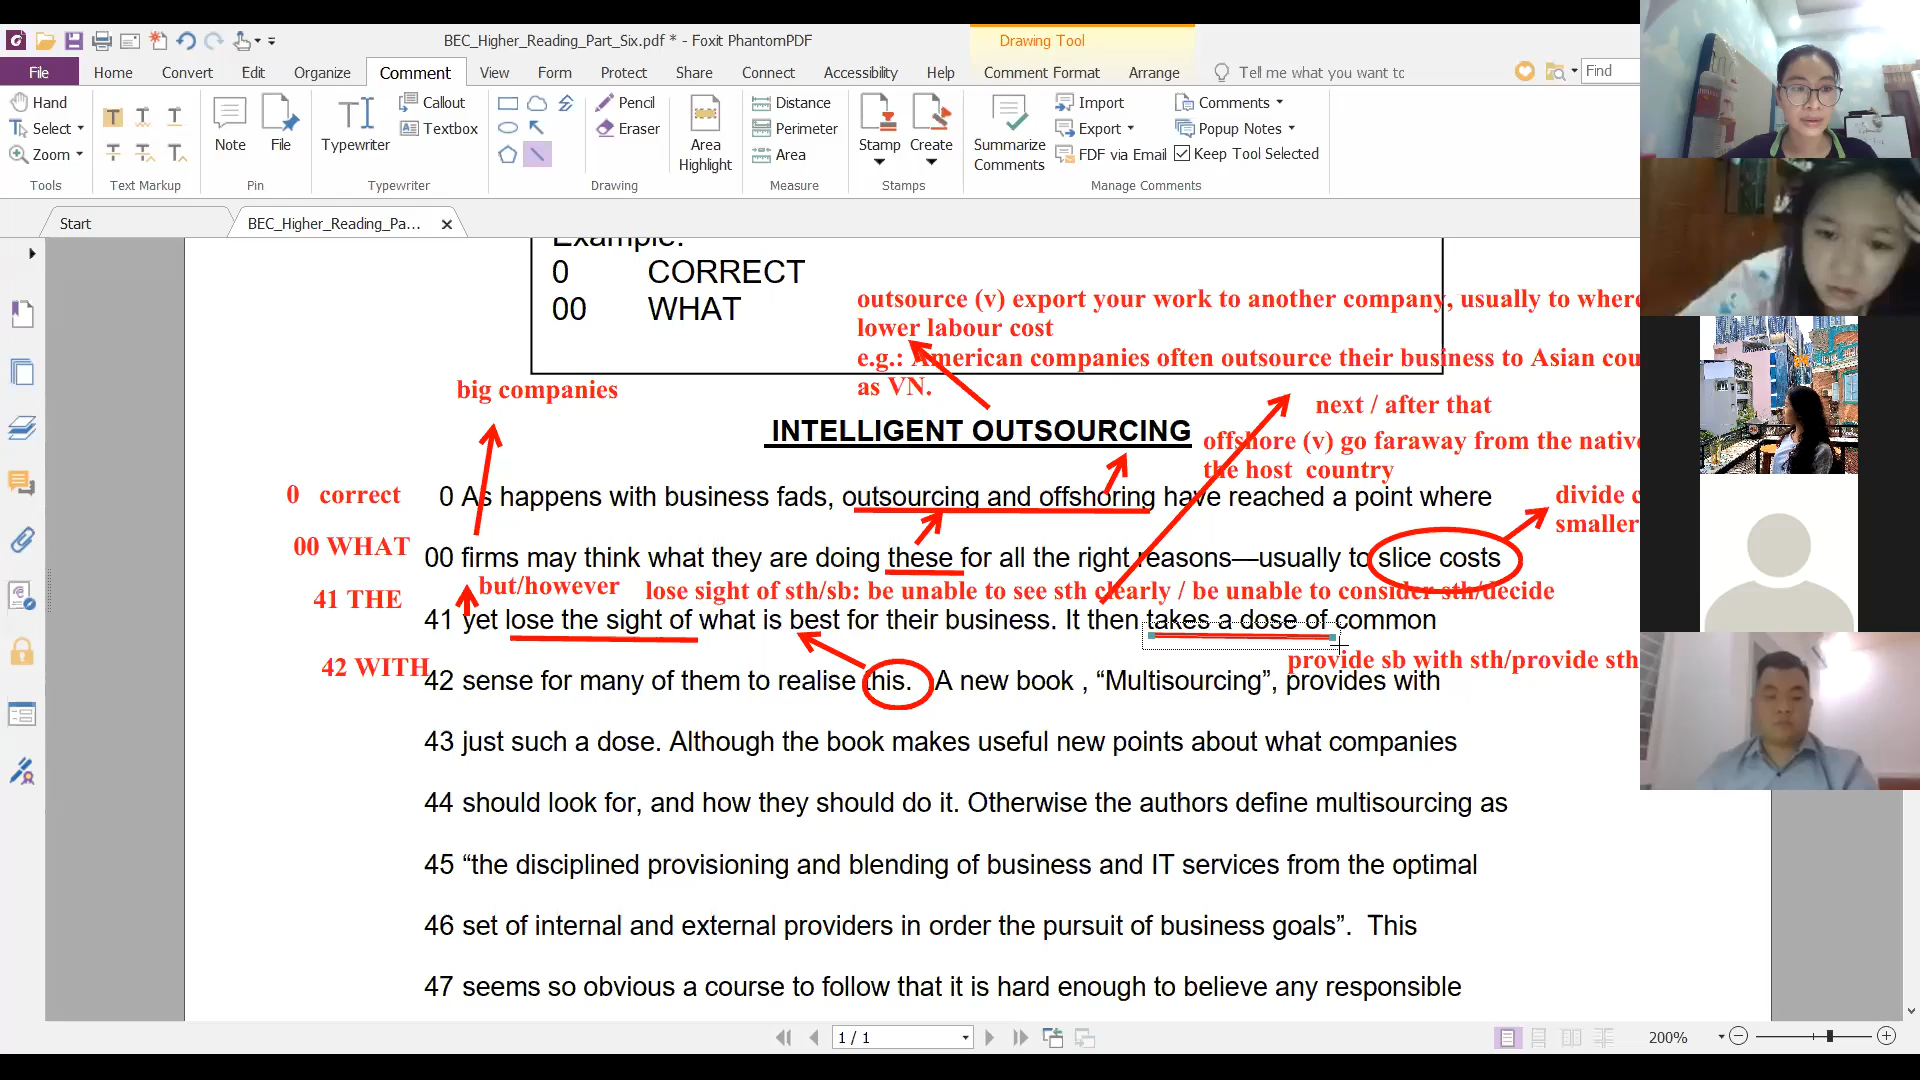 BEC_Higher_Reading_Part_Six.pdf * - Foxit PhantomPDF
Drawing Tool
File Home Convert Edit Organize Comment View Form Protect Share Connect Accessibility Help Comment Format Arrange Tell me what you want to Find
Hand
Select
Zoom
Tools
Text Markup
Note
File
Pin
Typewriter
Callout
Textbox
Typewriter
Pencil
Eraser
Drawing
Area Highlight
Distance
Perimeter
Area
Measure
Stamp
Create
Stamps
Summarize Comments
Import
Export
FDF via Email
Comments
Popup Notes
Keep Tool Selected
Manage Comments
Start
BEC_Higher_Reading_Pa...
Example:
0 CORRECT
00 WHAT
outsource (v) export your work to another company, usually to where
lower labour cost
e.g.: American companies often outsource their business to Asian cou
as VN.
big companies
next / after that
INTELLIGENT OUTSOURCING
offshore (v) go faraway from the native
the host country
0 correct
0 As happens with business fads, outsourcing and offshoring have reached a point where
divide c
smaller
00 WHAT
00 firms may think what they are doing these for all the right reasons—usually to slice costs
but/however
lose sight of sth/sb: be unable to see sth clearly / be unable to consider sth/decide
41 THE
41 yet lose the sight of what is best for their business. It then takes a dose of common
provide sb with sth/provide sth
42 WITH
42 sense for many of them to realise this. A new book , “Multisourcing”, provides with
43 just such a dose. Although the book makes useful new points about what companies
44 should look for, and how they should do it. Otherwise the authors define multisourcing as
45 “the disciplined provisioning and blending of business and IT services from the optimal
46 set of internal and external providers in order the pursuit of business goals”. This
47 seems so obvious a course to follow that it is hard enough to believe any responsible
1 / 1
200%